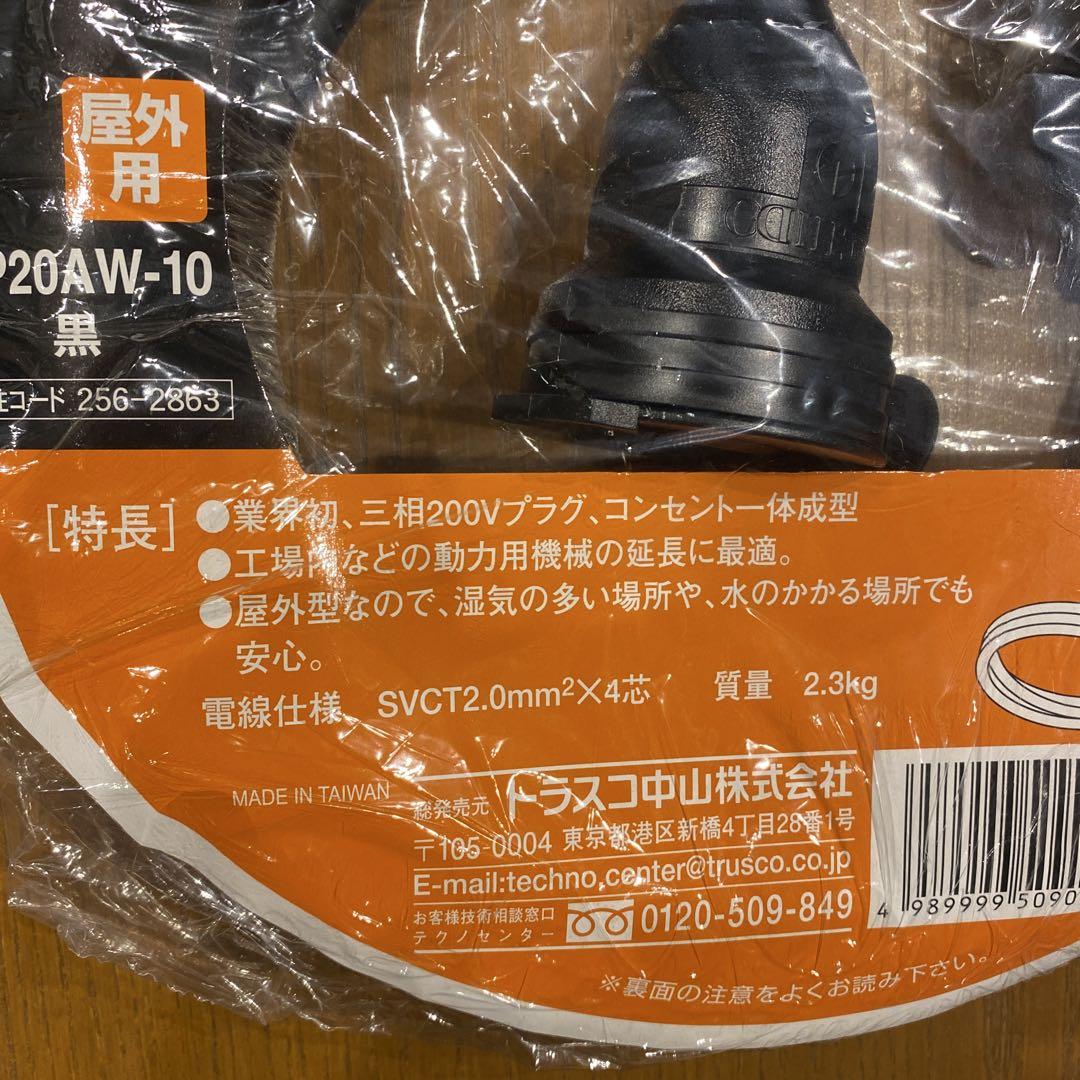 屋外
用
P20AW-10
黒
コード 256-2863
[特長]
●業界初、三相200Vプラグ、コンセント一体成型
●工場内などの動力用機械の延長に最適。
●屋外型なので、湿気の多い場所や、水のかかる場所でも
安心。
電線仕様 SVCT2.0mm²×4芯 質量 2.3kg
MADE IN TAIWAN
総発売元 トラスコ中山株式会社
〒105-0004 東京都港区新橋4丁目28番1号
E-mail:techno.center@trusco.co.jp
お客様技術相談窓口
テクノセンター 0120-509-849
4 989999 5090
※裏面の注意をよくお読み下さい。